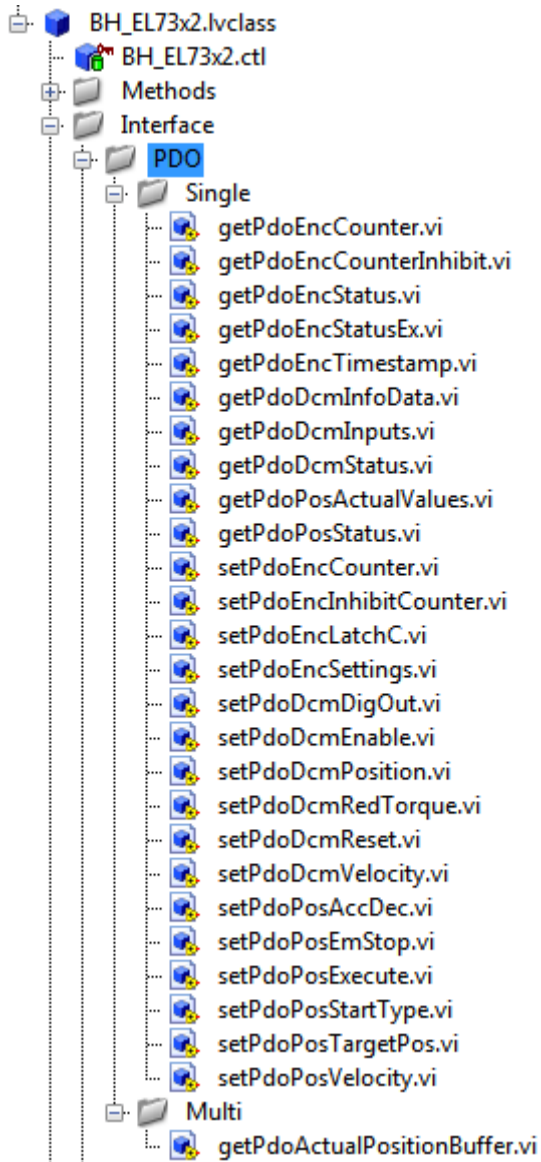 BH_EL73x2.lvclass
BH_EL73x2.ctl
Methods
Interface
PDO
Single
getPdoEncCounter.vi
getPdoEncCounterInhibit.vi
getPdoEncStatus.vi
getPdoEncStatusEx.vi
getPdoEncTimestamp.vi
getPdoDcmInfoData.vi
getPdoDcmInputs.vi
getPdoDcmStatus.vi
getPdoPosActualValues.vi
getPdoPosStatus.vi
setPdoEncCounter.vi
setPdoEncInhibitCounter.vi
setPdoEncLatchC.vi
setPdoEncSettings.vi
setPdoDcmDigOut.vi
setPdoDcmEnable.vi
setPdoDcmPosition.vi
setPdoDcmRedTorque.vi
setPdoDcmReset.vi
setPdoDcmVelocity.vi
setPdoPosAccDec.vi
setPdoPosEmStop.vi
setPdoPosExecute.vi
setPdoPosStartType.vi
setPdoPosTargetPos.vi
setPdoPosVelocity.vi
Multi
getPdoActualPositionBuffer.vi